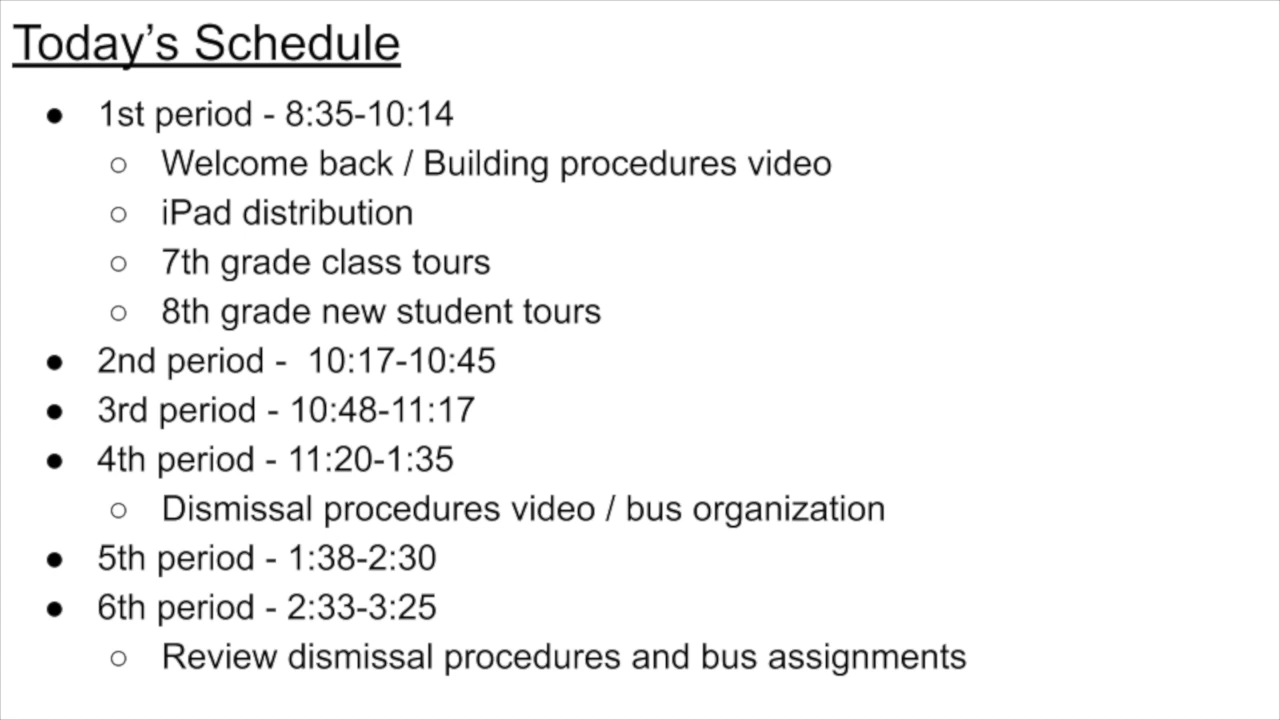 Today’s Schedule
● 1st period - 8:35-10:14
○ Welcome back / Building procedures video
○ iPad distribution
○ 7th grade class tours
○ 8th grade new student tours
● 2nd period -  10:17-10:45
● 3rd period - 10:48-11:17
● 4th period - 11:20-1:35
○ Dismissal procedures video / bus organization
● 5th period - 1:38-2:30
● 6th period - 2:33-3:25
○ Review dismissal procedures and bus assignments